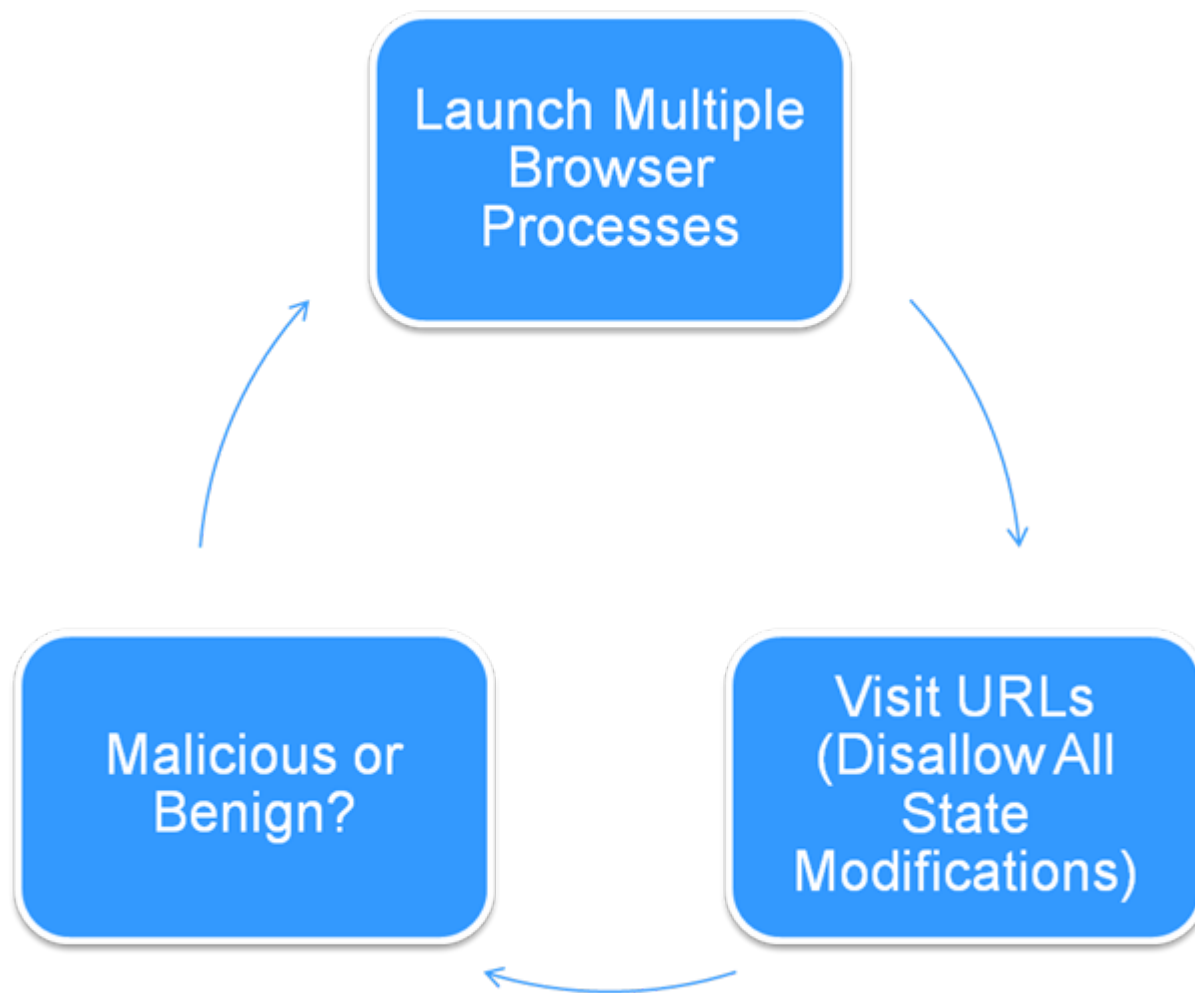 Launch Multiple
Browser
Processes
Visit URLs
(Disallow All
State
Modifications)
Malicious or
Benign?